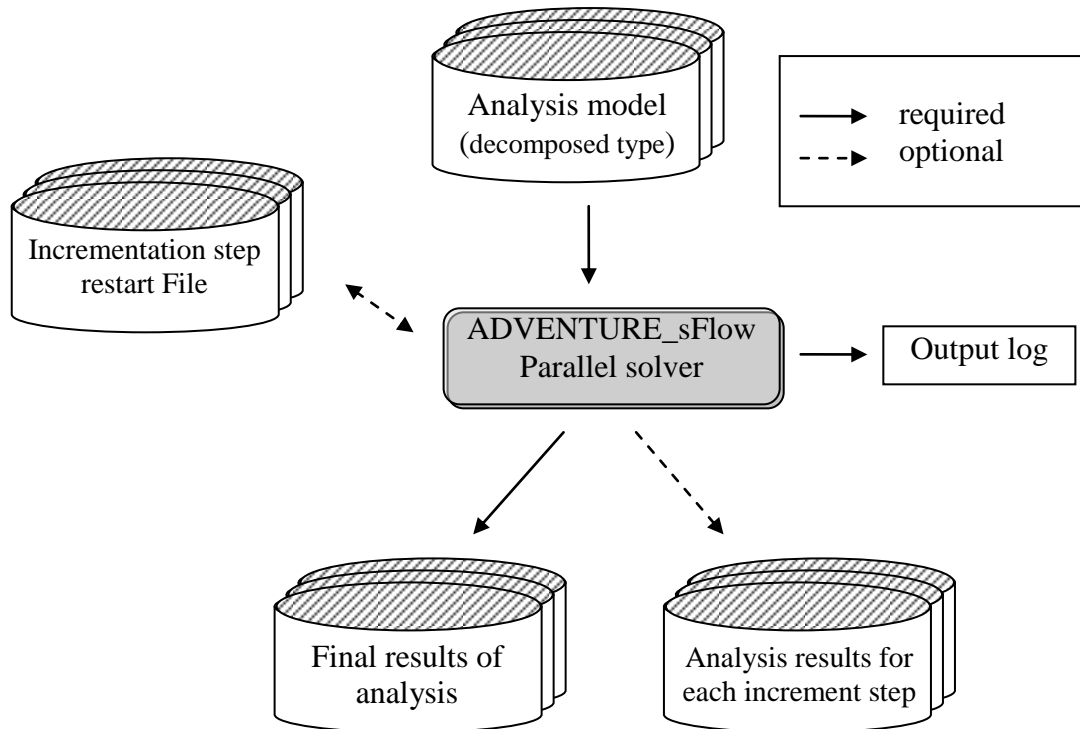 Analysis model
(decomposed type)
required
optional
Incrementation step
restart File
ADVENTURE_sFlow
Parallel solver
Output log
Final results of
analysis
Analysis results for
each increment step